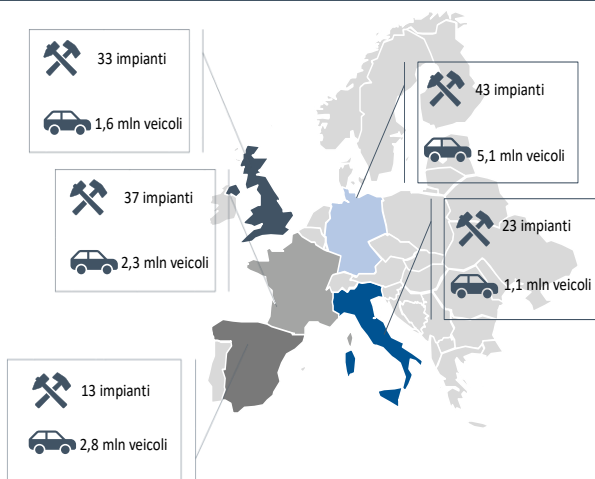 33 impianti
1,6 mln veicoli
43 impianti
5,1 mln veicoli
37 impianti
2,3 mln veicoli
23 impianti
1,1 mln veicoli
13 impianti
2,8 mln veicoli